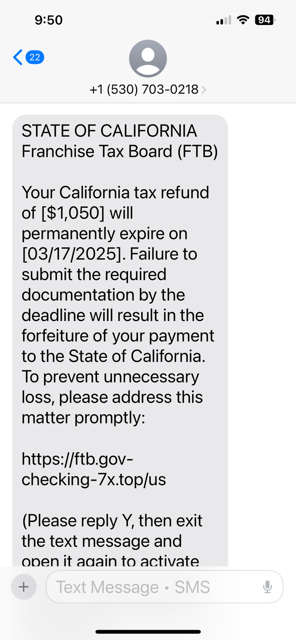 9:50
94
22
+1 (530) 703-0218
STATE OF CALIFORNIA
Franchise Tax Board (FTB)
Your California tax refund
of [$1,050] will
permanently expire on
[03/17/2025]. Failure to
submit the required
documentation by the
deadline will result in the
forfeiture of your payment
to the State of California.
To prevent unnecessary
loss, please address this
matter promptly:
https://ftb.gov-
checking-7x.top/us
(Please reply Y, then exit
the text message and
open it again to activate
Text Message • SMS